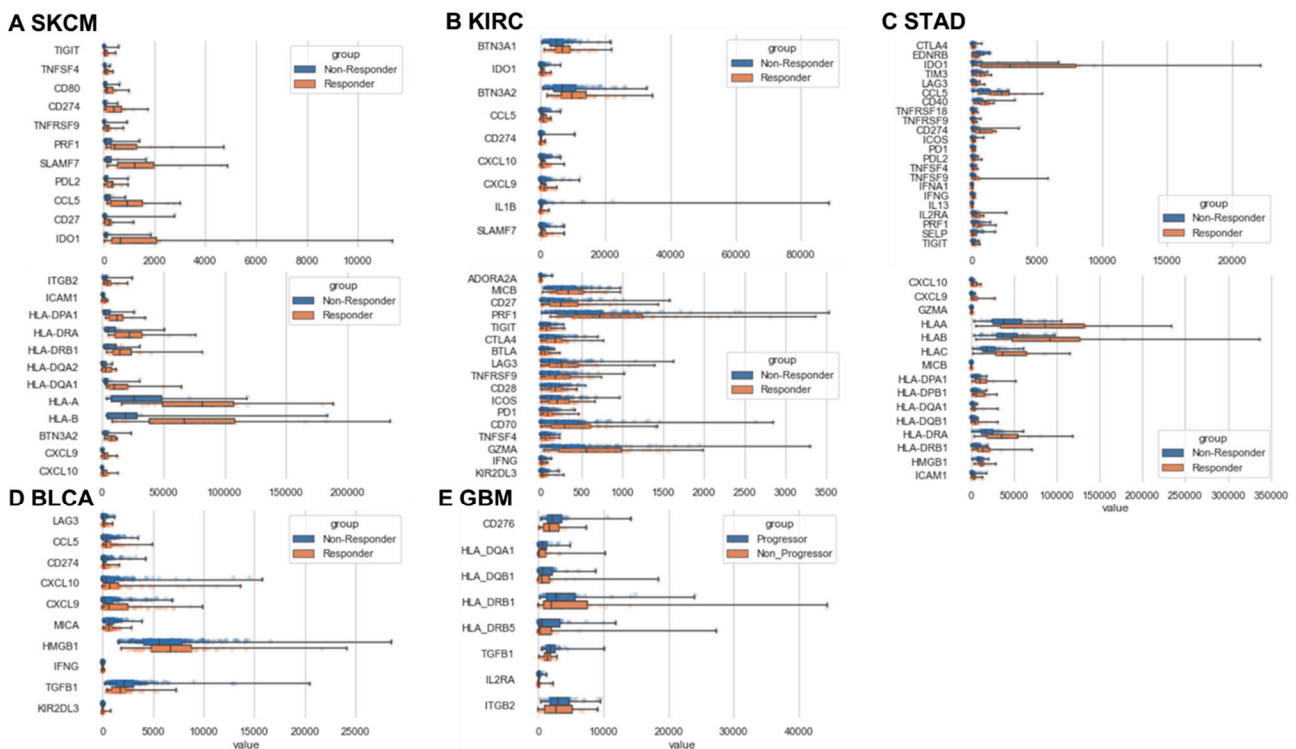 A SKCM
TIGIT
TNFSF4
CD80
CD274
TNFRSF9
PRF1
SLAMF7
PDL2
CCL5
CD27
IDO1
group
Non-Responder
Responder
0 2000 4000 6000 8000 10000
ITGB2
ICAM1
HLA-DPA1
HLA-DRA
HLA-DRB1
HLA-DQA2
HLA-DQA1
HLA-A
HLA-B
BTN3A2
CXCL9
CXCL10
group
Non-Responder
Responder
0 50000 100000 150000 200000
B KIRC
BTN3A1
IDO1
BTN3A2
CCL5
CD274
CXCL10
CXCL9
IL1B
SLAMF7
group
Non-Responder
Responder
0 20000 40000 60000 80000
ADORA2A
MICB
CD27
PRF1
TIGIT
CTLA4
BTLA
LAG3
TNFRSF9
CD28
ICOS
PD1
CD70
TNFSF4
GZMA
IFNG
KIR2DL3
group
Non-Responder
Responder
0 500 1000 1500 2000 2500 3000 3500
C STAD
CTLA4
EDNRB
IDO1
TIM3
LAG3
CCL5
CD40
TNFRSF18
TNFRSF9
CD274
ICOS
PD1
PDL2
TNFSF4
TNFSF9
IFNA1
IFNG
IL13
IL2RA
PRF1
SELP
TIGIT
group
Non-Responder
Responder
0 5000 10000 15000 20000
CXCL10
CXCL9
GZMA
HLAA
HLAB
HLAC
MICB
HLA-DPA1
HLA-DPB1
HLA-DQA1
HLA-DQB1
HLA-DRA
HLA-DRB1
HMGB1
ICAM1
group
Non-Responder
Responder
0 50000 100000 150000 200000 250000 300000 350000
value
D BLCA
LAG3
CCL5
CD274
CXCL10
CXCL9
MICA
HMGB1
IFNG
TGFB1
KIR2DL3
group
Non-Responder
Responder
0 5000 10000 15000 20000 25000
value
E GBM
CD276
HLA_DQA1
HLA_DQB1
HLA_DRB1
HLA_DRB5
TGFB1
IL2RA
ITGB2
group
Progressor
Non_Progressor
0 10000 20000 30000 40000
value